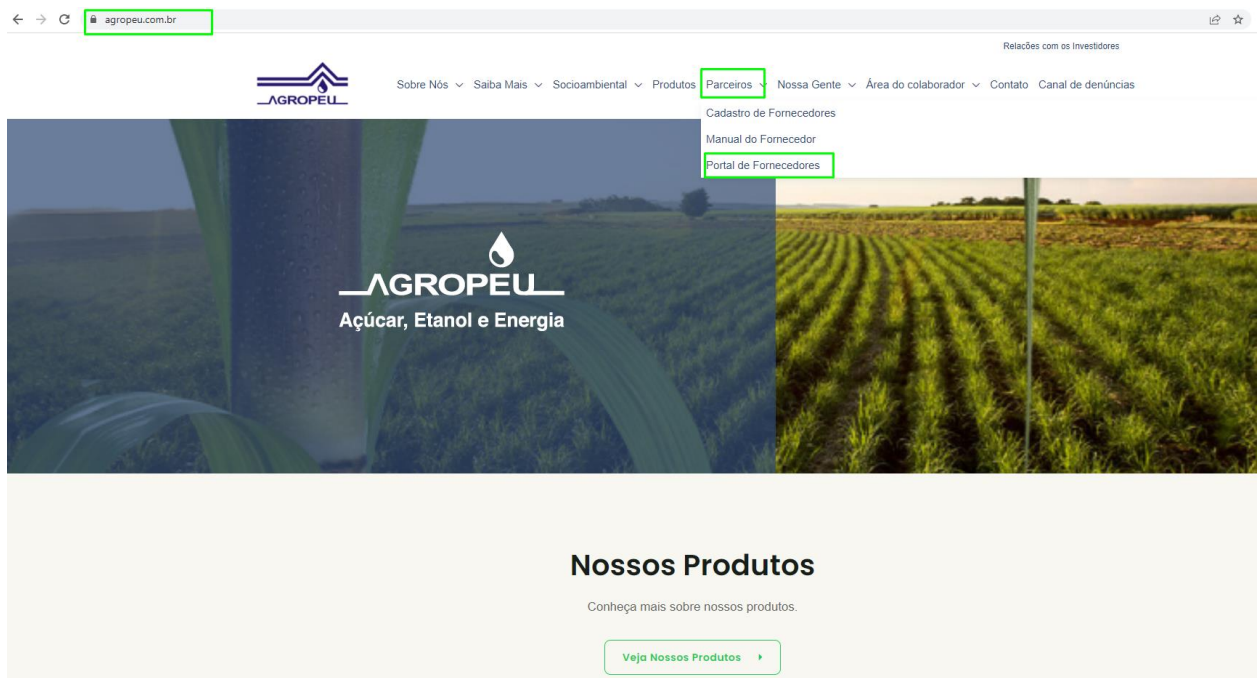 agropeu.com.br
Relações com os Investidores
AGROPEU
Sobre Nós Saiba Mais Socioambiental Produtos Parceiros Nossa Gente Área do colaborador Contato Canal de denúncias
Cadastro de Fornecedores
Manual do Fornecedor
Portal de Fornecedores
AGROPEU
Açúcar, Etanol e Energia
Nossos Produtos
Conheça mais sobre nossos produtos.
Veja Nossos Produtos